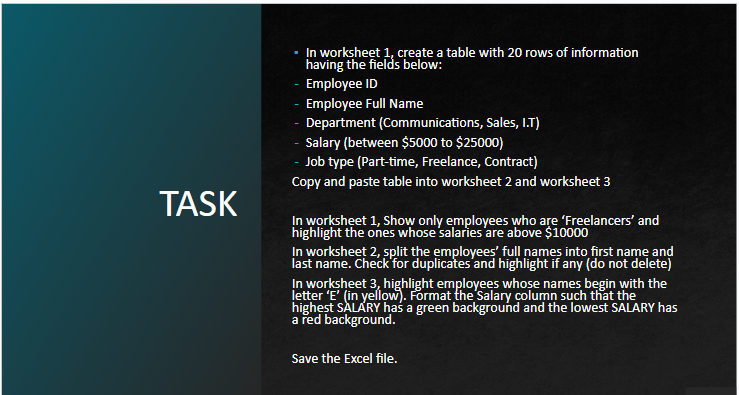 TASK
▪ In worksheet 1, create a table with 20 rows of information
having the fields below:
- Employee ID
- Employee Full Name
- Department (Communications, Sales, I.T)
- Salary (between $5000 to $25000)
- Job type (Part-time, Freelance, Contract)
Copy and paste table into worksheet 2 and worksheet 3
In worksheet 1, Show only employees who are ‘Freelancers’ and
highlight the ones whose salaries are above $10000
In worksheet 2, split the employees’ full names into first name and
last name. Check for duplicates and highlight if any (do not delete)
In worksheet 3, highlight employees whose names begin with the
letter ‘E’ (in yellow). Format the Salary column such that the
highest SALARY has a green background and the lowest SALARY has
a red background.
Save the Excel file.